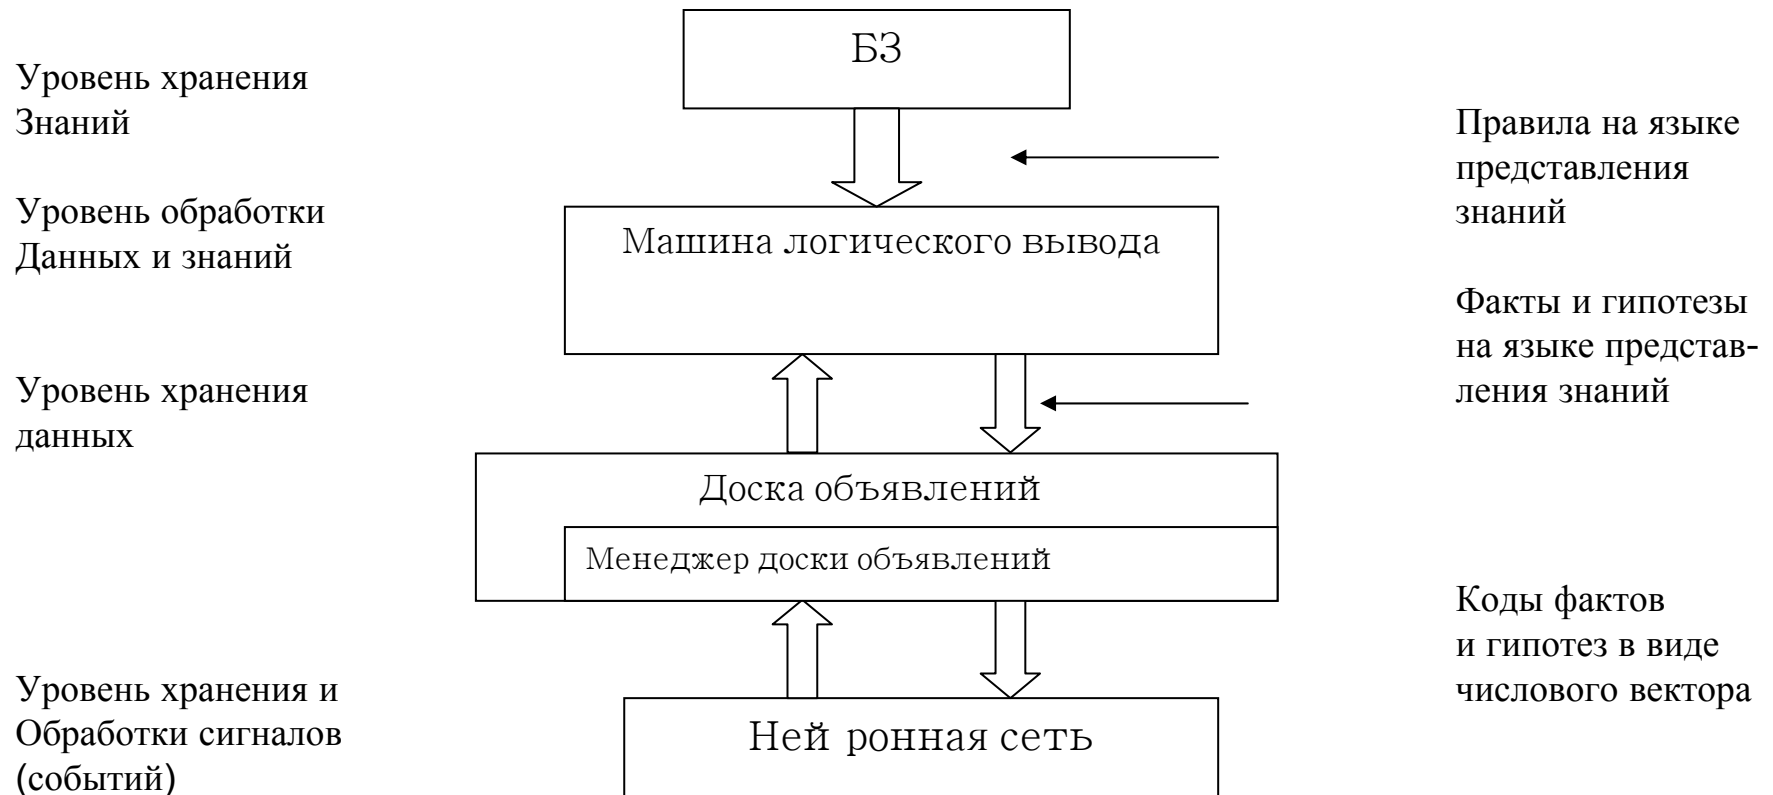 БЗ
Уровень хранения
Знаний
Правила на языке
представления
знаний
Уровень обработки
Данных и знаний
Машина логического вывода
Факты и гипотезы
на языке представ-
ления знаний
Уровень хранения
данных
Доска объявлений
Менеджер доски объявлений
Коды фактов
и гипотез в виде
числового вектора
Уровень хранения и
Обработки сигналов
(событий)
Ней ронная сеть